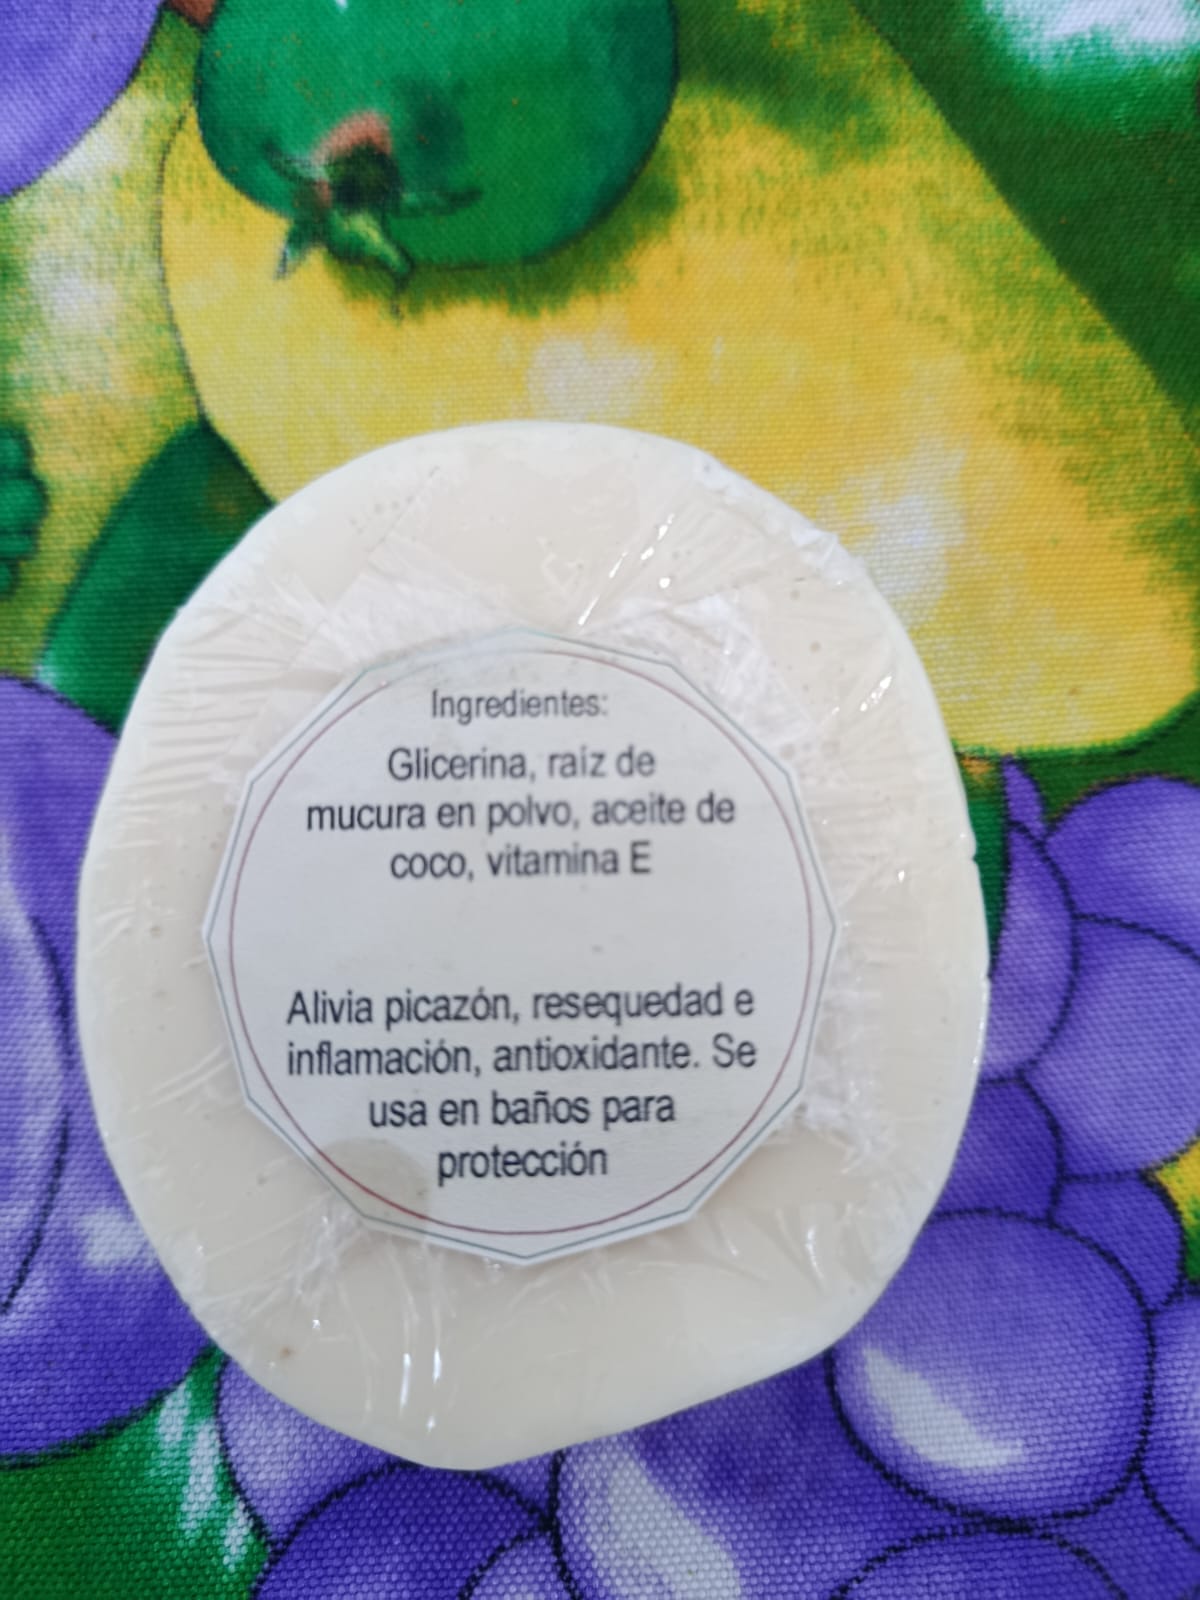 Ingredientes:
Glicerina, raíz de
mucura en polvo, aceite de
coco, vitamina E
Alivia picazón, resequedad e
inflamación, antioxidante. Se
usa en baños para
protección